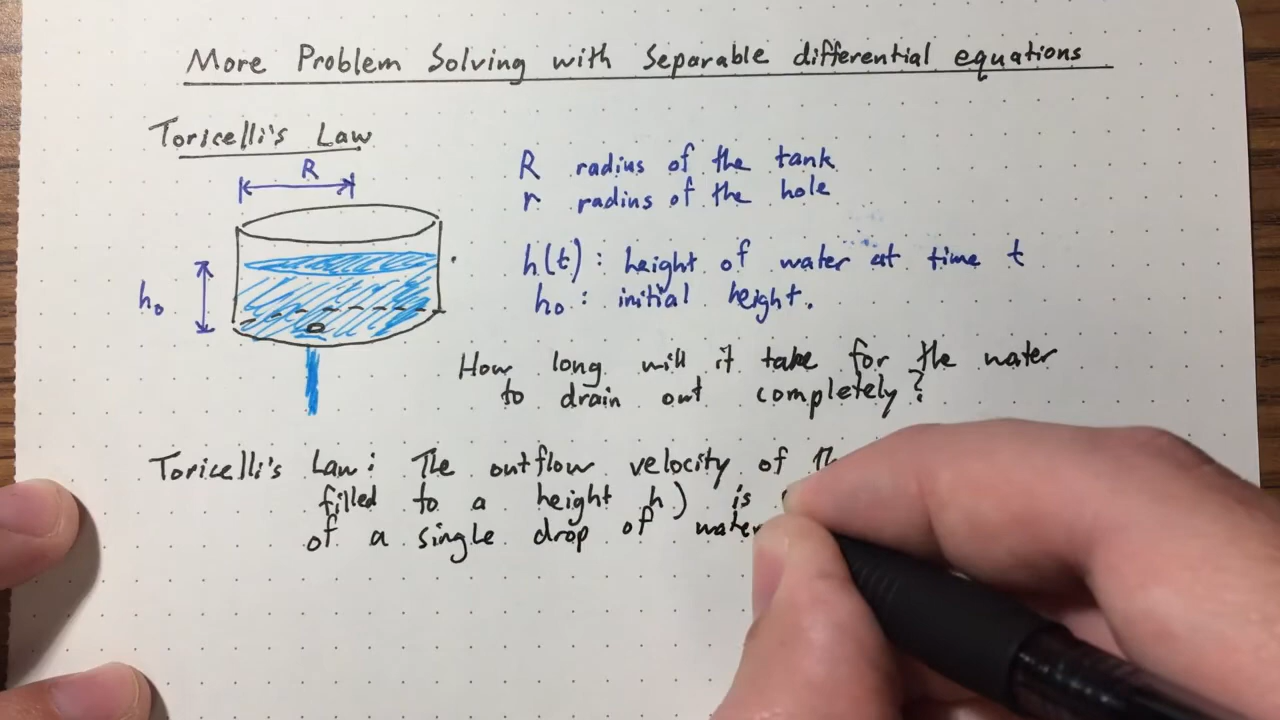 More Problem Solving with Separable differential equations
Toricelli's Law
R
R radius of the tank
r radius of the hole
h(t): height of water at time t
h₀
h₀: initial height.
How long will it take for the water
to drain out completely?
Toricelli's Law: The outflow velocity of
filled to a height h) is
of a single drop of water